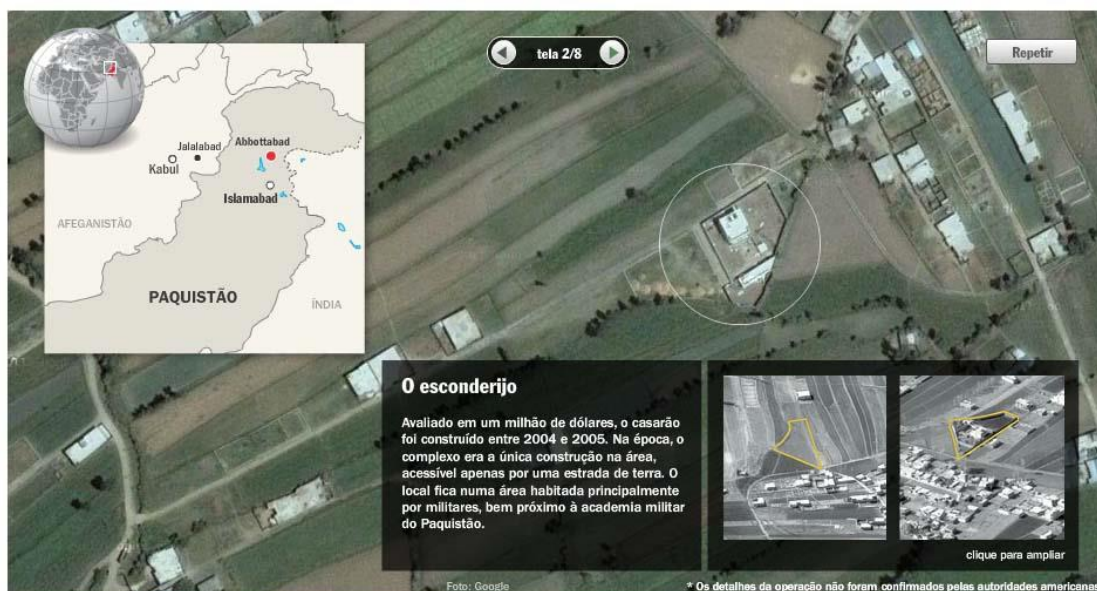 tela 2/8
Repetir
Abbottabad
Jalalabad
Kabul
Islamabad
AFEGANISTÃO
PAQUISTÃO
ÍNDIA
O esconderijo
Avaliado em um milhão de dólares, o casarão
foi construído entre 2004 e 2005. Na época, o
complexo era a única construção na área,
acessível apenas por uma estrada de terra. O
local fica numa área habitada principalmente
por militares, bem próximo à academia militar
do Paquistão.
clique para ampliar
Foto: Google
* Os detalhes da operação não foram confirmados pelas autoridades americanas